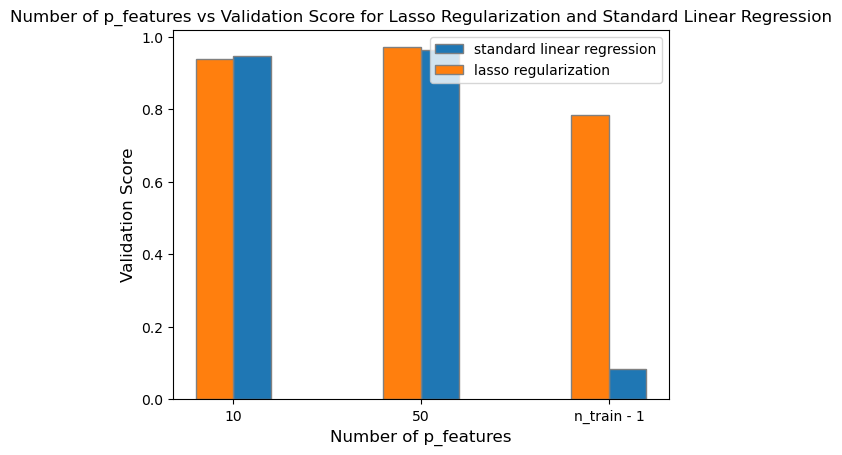 Number of p_features vs Validation Score for Lasso Regularization and Standard Linear Regression
1.0
0.8
0.6
0.4
0.2
0.0
Validation Score
standard linear regression
lasso regularization
10
50
n_train - 1
Number of p_features